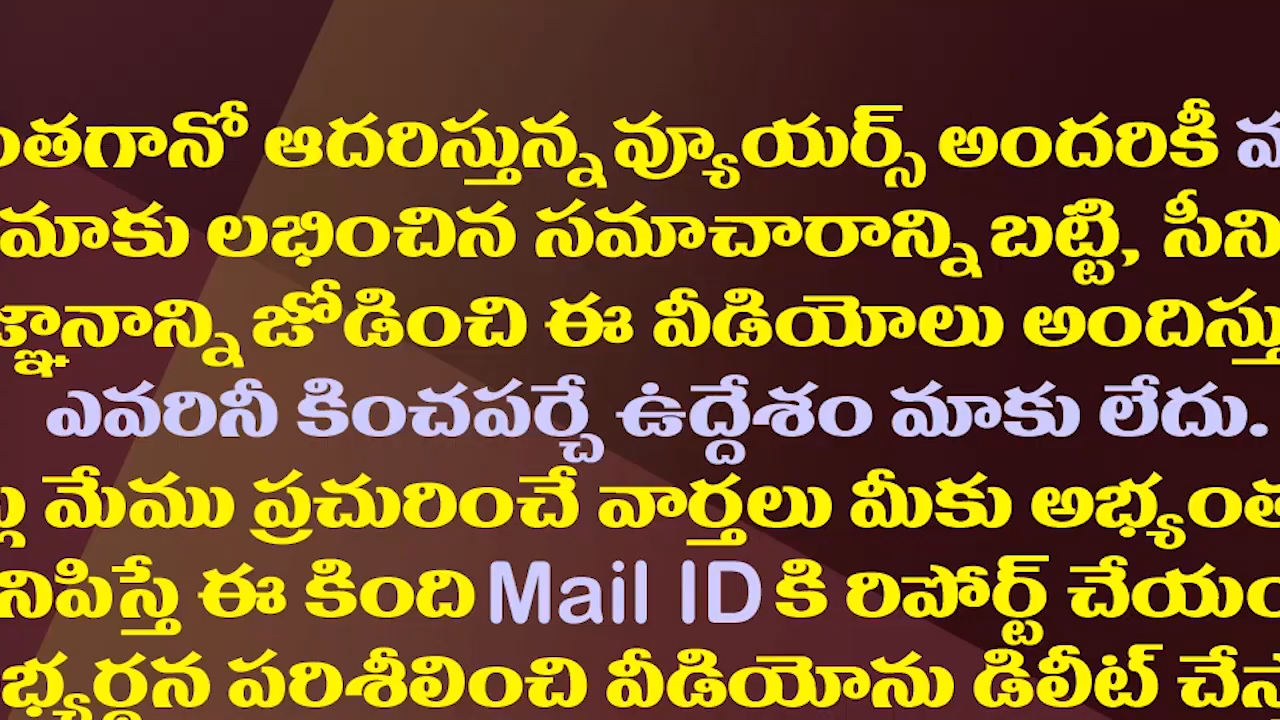 ఆదరిస్తున్న వ్యూయర్స్ అందరికీ
మాకు లభించిన సమాచారాన్ని బట్టి,
జోడించి ఈ వీడియోలు
ఎవరినీ కించపర్చే ఉద్దేశం మాకు లేదు.
మేము ప్రచురించే వార్తలు మీకు
ఈ కింది Mail ID కి రిపోర్ట్
పరిశీలించి వీడియోను డిలీట్